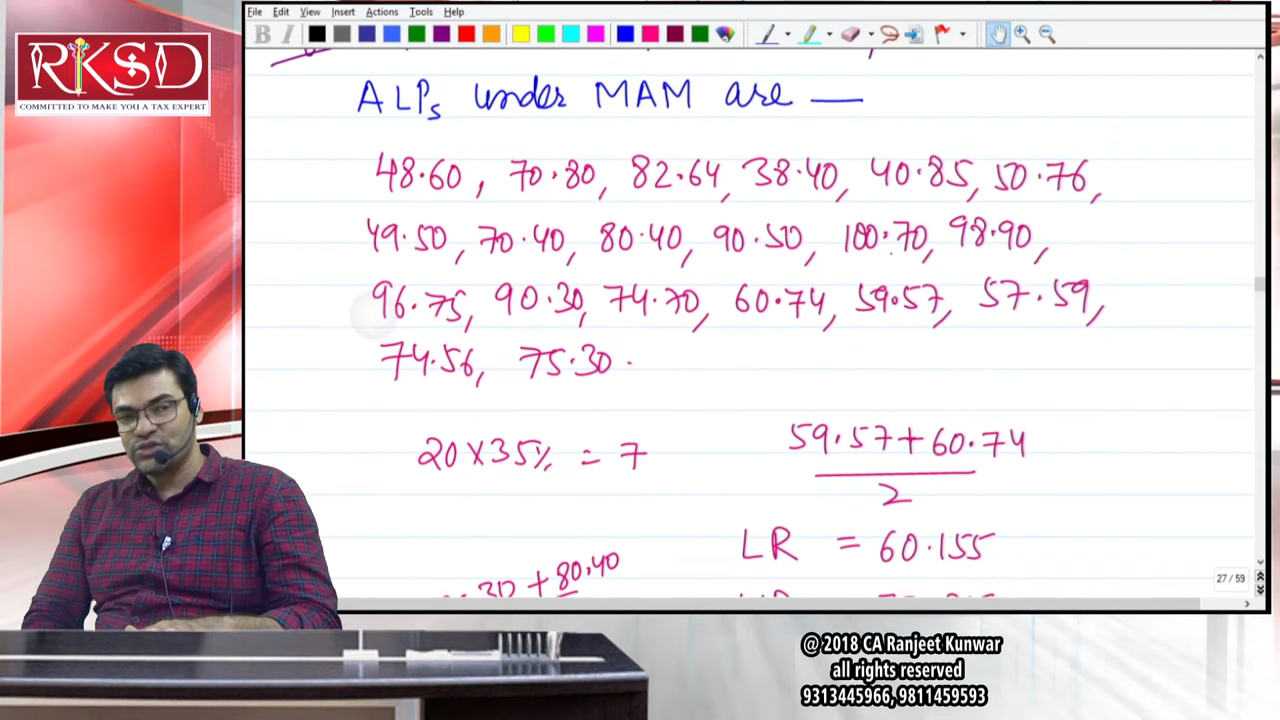 File Edit View Insert Actions Tools Help
B I
RKSD
COMMITTED TO MAKE YOU A TAX EXPERT
ALPs under MAM are —
48.60, 70.80, 82.64, 38.40, 40.85, 50.76,
49.50, 70.40, 80.40, 90.50, 100.70, 98.90,
96.75, 90.30, 74.70, 60.74, 59.57, 57.59,
74.56, 75.30.
20 X 35% = 7
59.57 + 60.74
2
LR = 60.155
+ 80.40
27 / 59
@ 2018 CA Ranjeet Kunwar
all rights reserved
9313445966, 9811459593